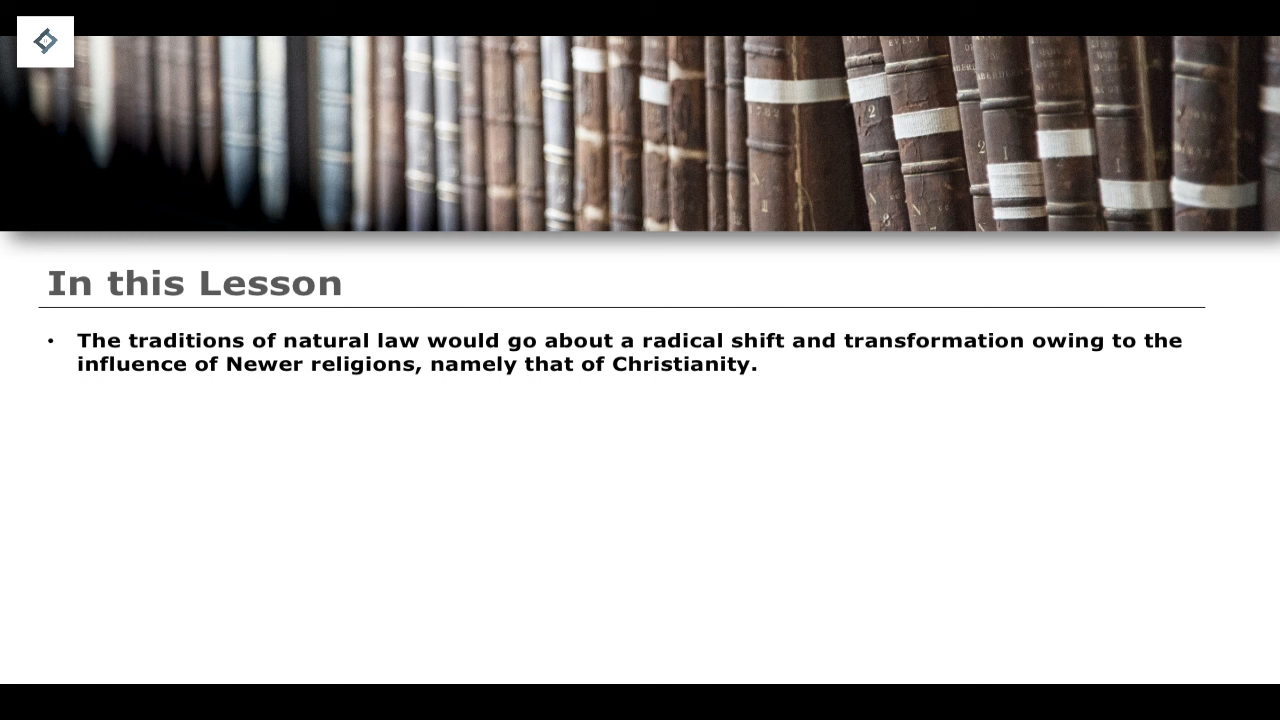 In this Lesson
• The traditions of natural law would go about a radical shift and transformation owing to the
influence of Newer religions, namely that of Christianity.